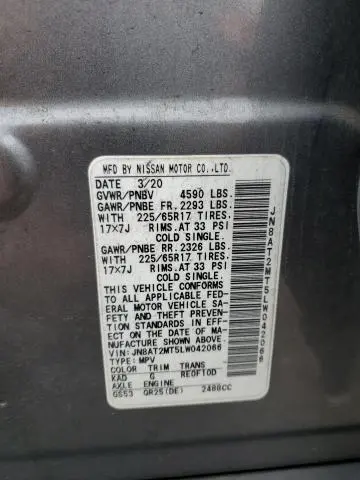 MFD BY NISSAN MOTOR CO.,LTD.
DATE 3/20
GVWR/PNBV 4590 LBS.
GAWR/PNBE FR.2293 LBS.
WITH 225/65R17 TIRES.
17x7J RIMS.AT 33 PSI
COLD SINGLE.
GAWR/PNBE RR.2326 LBS.
WITH 225/65R17 TIRES.
17x7J RIMS.AT 33 PSI
COLD SINGLE.
THIS VEHICLE CONFORMS
TO ALL APPLICABLE FED-
ERAL MOTOR VEHICLE SA-
FETY AND THEFT PREVEN-
TION STANDARDS IN EFF-
ECT ON THE DATE OF MA-
NUFACTURE SHOWN ABOVE.
VIN:JN8AT2MT5LW042066
TYPE:MPV
COLOR TRIM TRANS
KAD G RE0F10D
AXLE ENGINE
GS53 QR25(DE) 2488CC
JN8AT2MT5LW042066